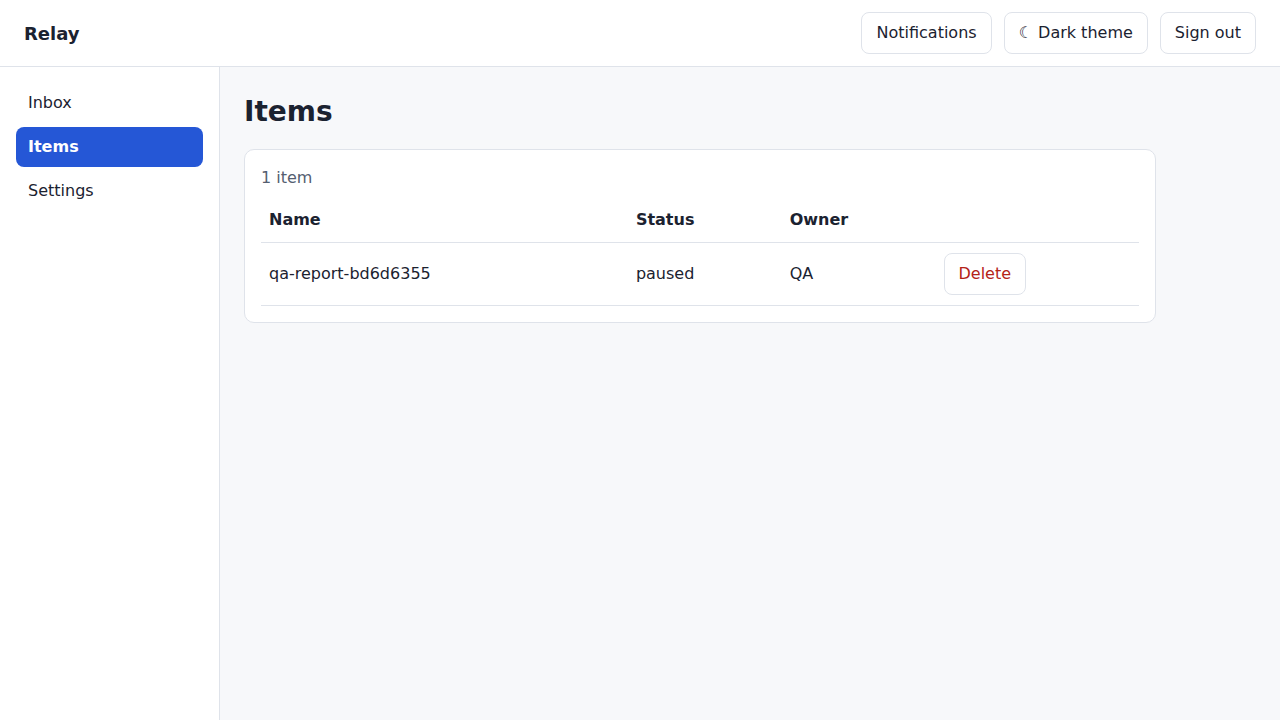 Relay
Notifications
☾ Dark theme
Sign out
Inbox
Items
Settings
Items
1 item
Name Status Owner
qa-report-bd6d6355 paused QA Delete